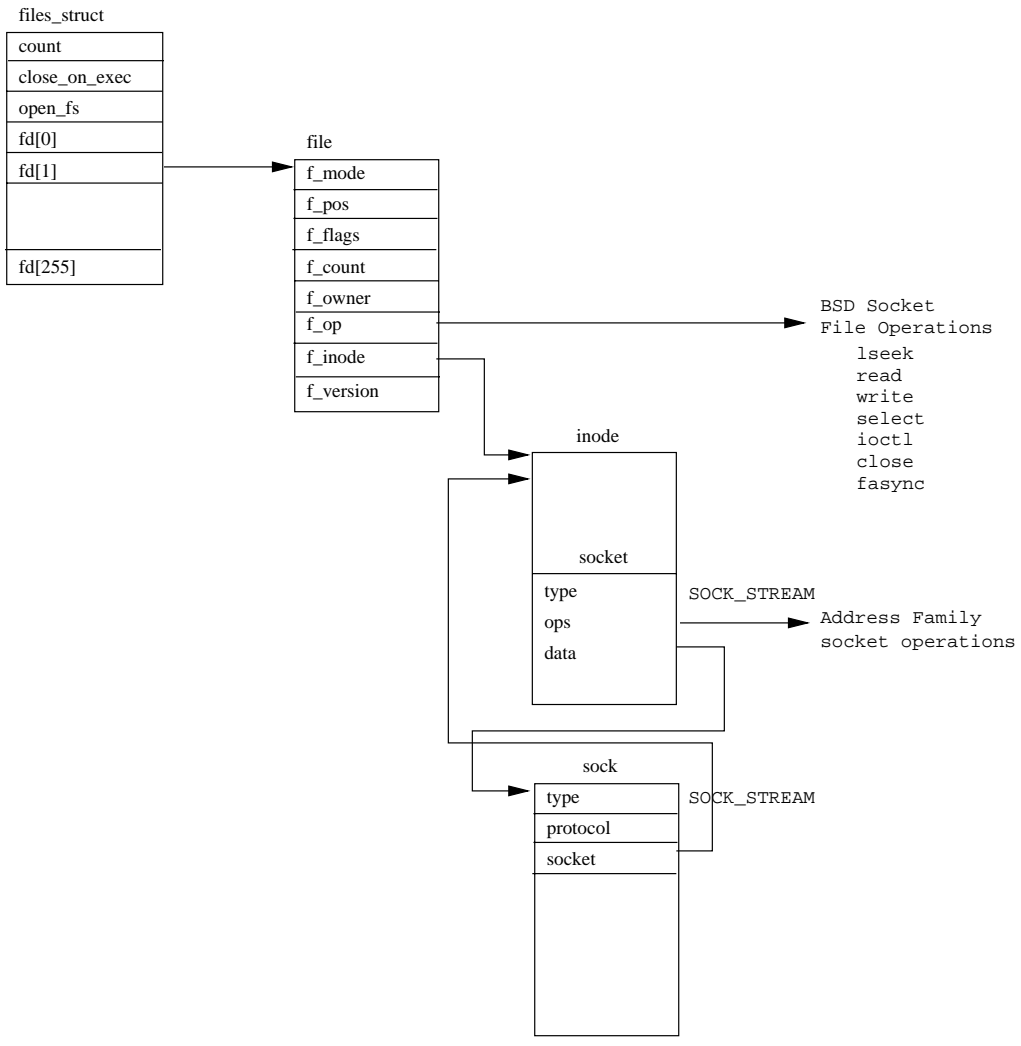 files_struct
count
close_on_exec
open_fs
fd[0]
fd[1]
fd[255]
file
f_mode
f_pos
f_flags
f_count
f_owner
f_op
f_inode
f_version
BSD Socket
File Operations
lseek
read
write
select
ioctl
close
fasync
inode
socket
type
SOCK_STREAM
ops
Address Family
socket operations
data
sock
type
SOCK_STREAM
protocol
socket